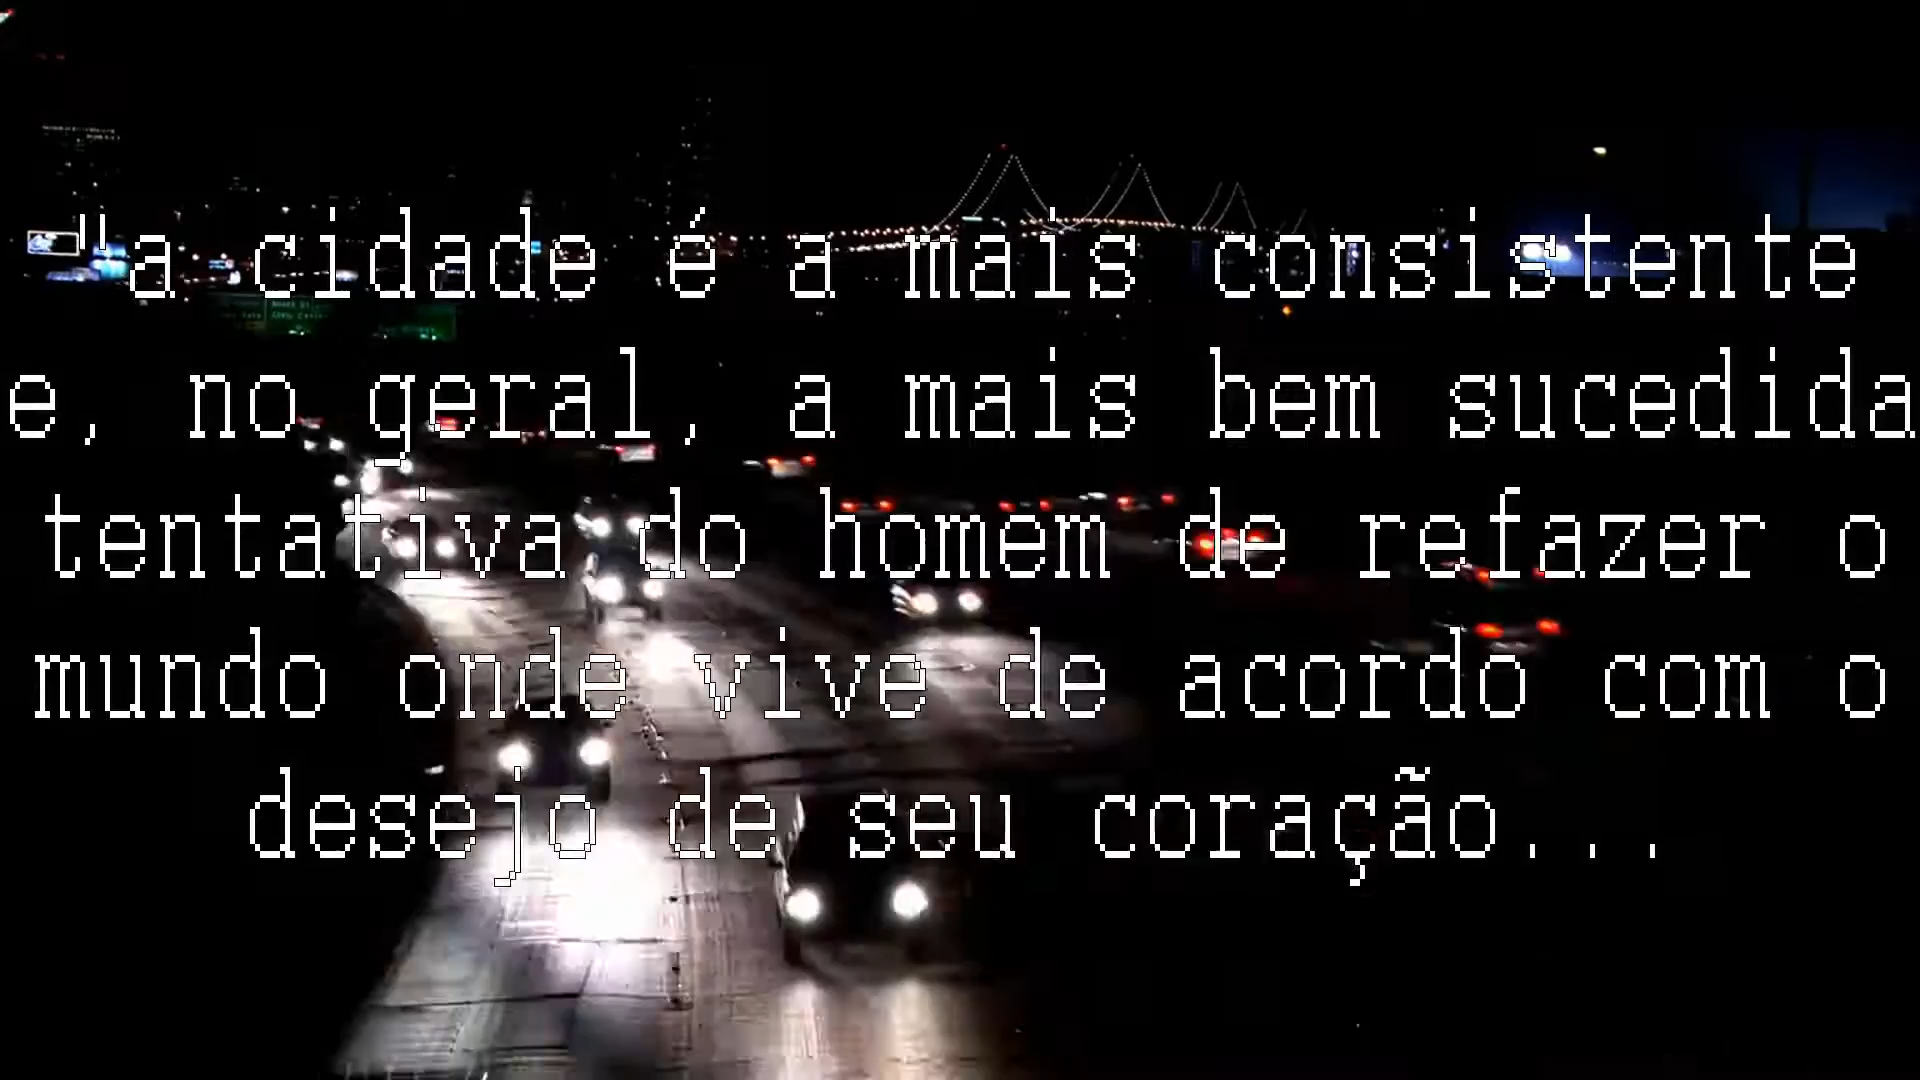 "a cidade é a mais consistente
e, no geral, a mais bem sucedida
tentativa do homem de refazer o
mundo onde vive de acordo com o
desejo de seu coração...